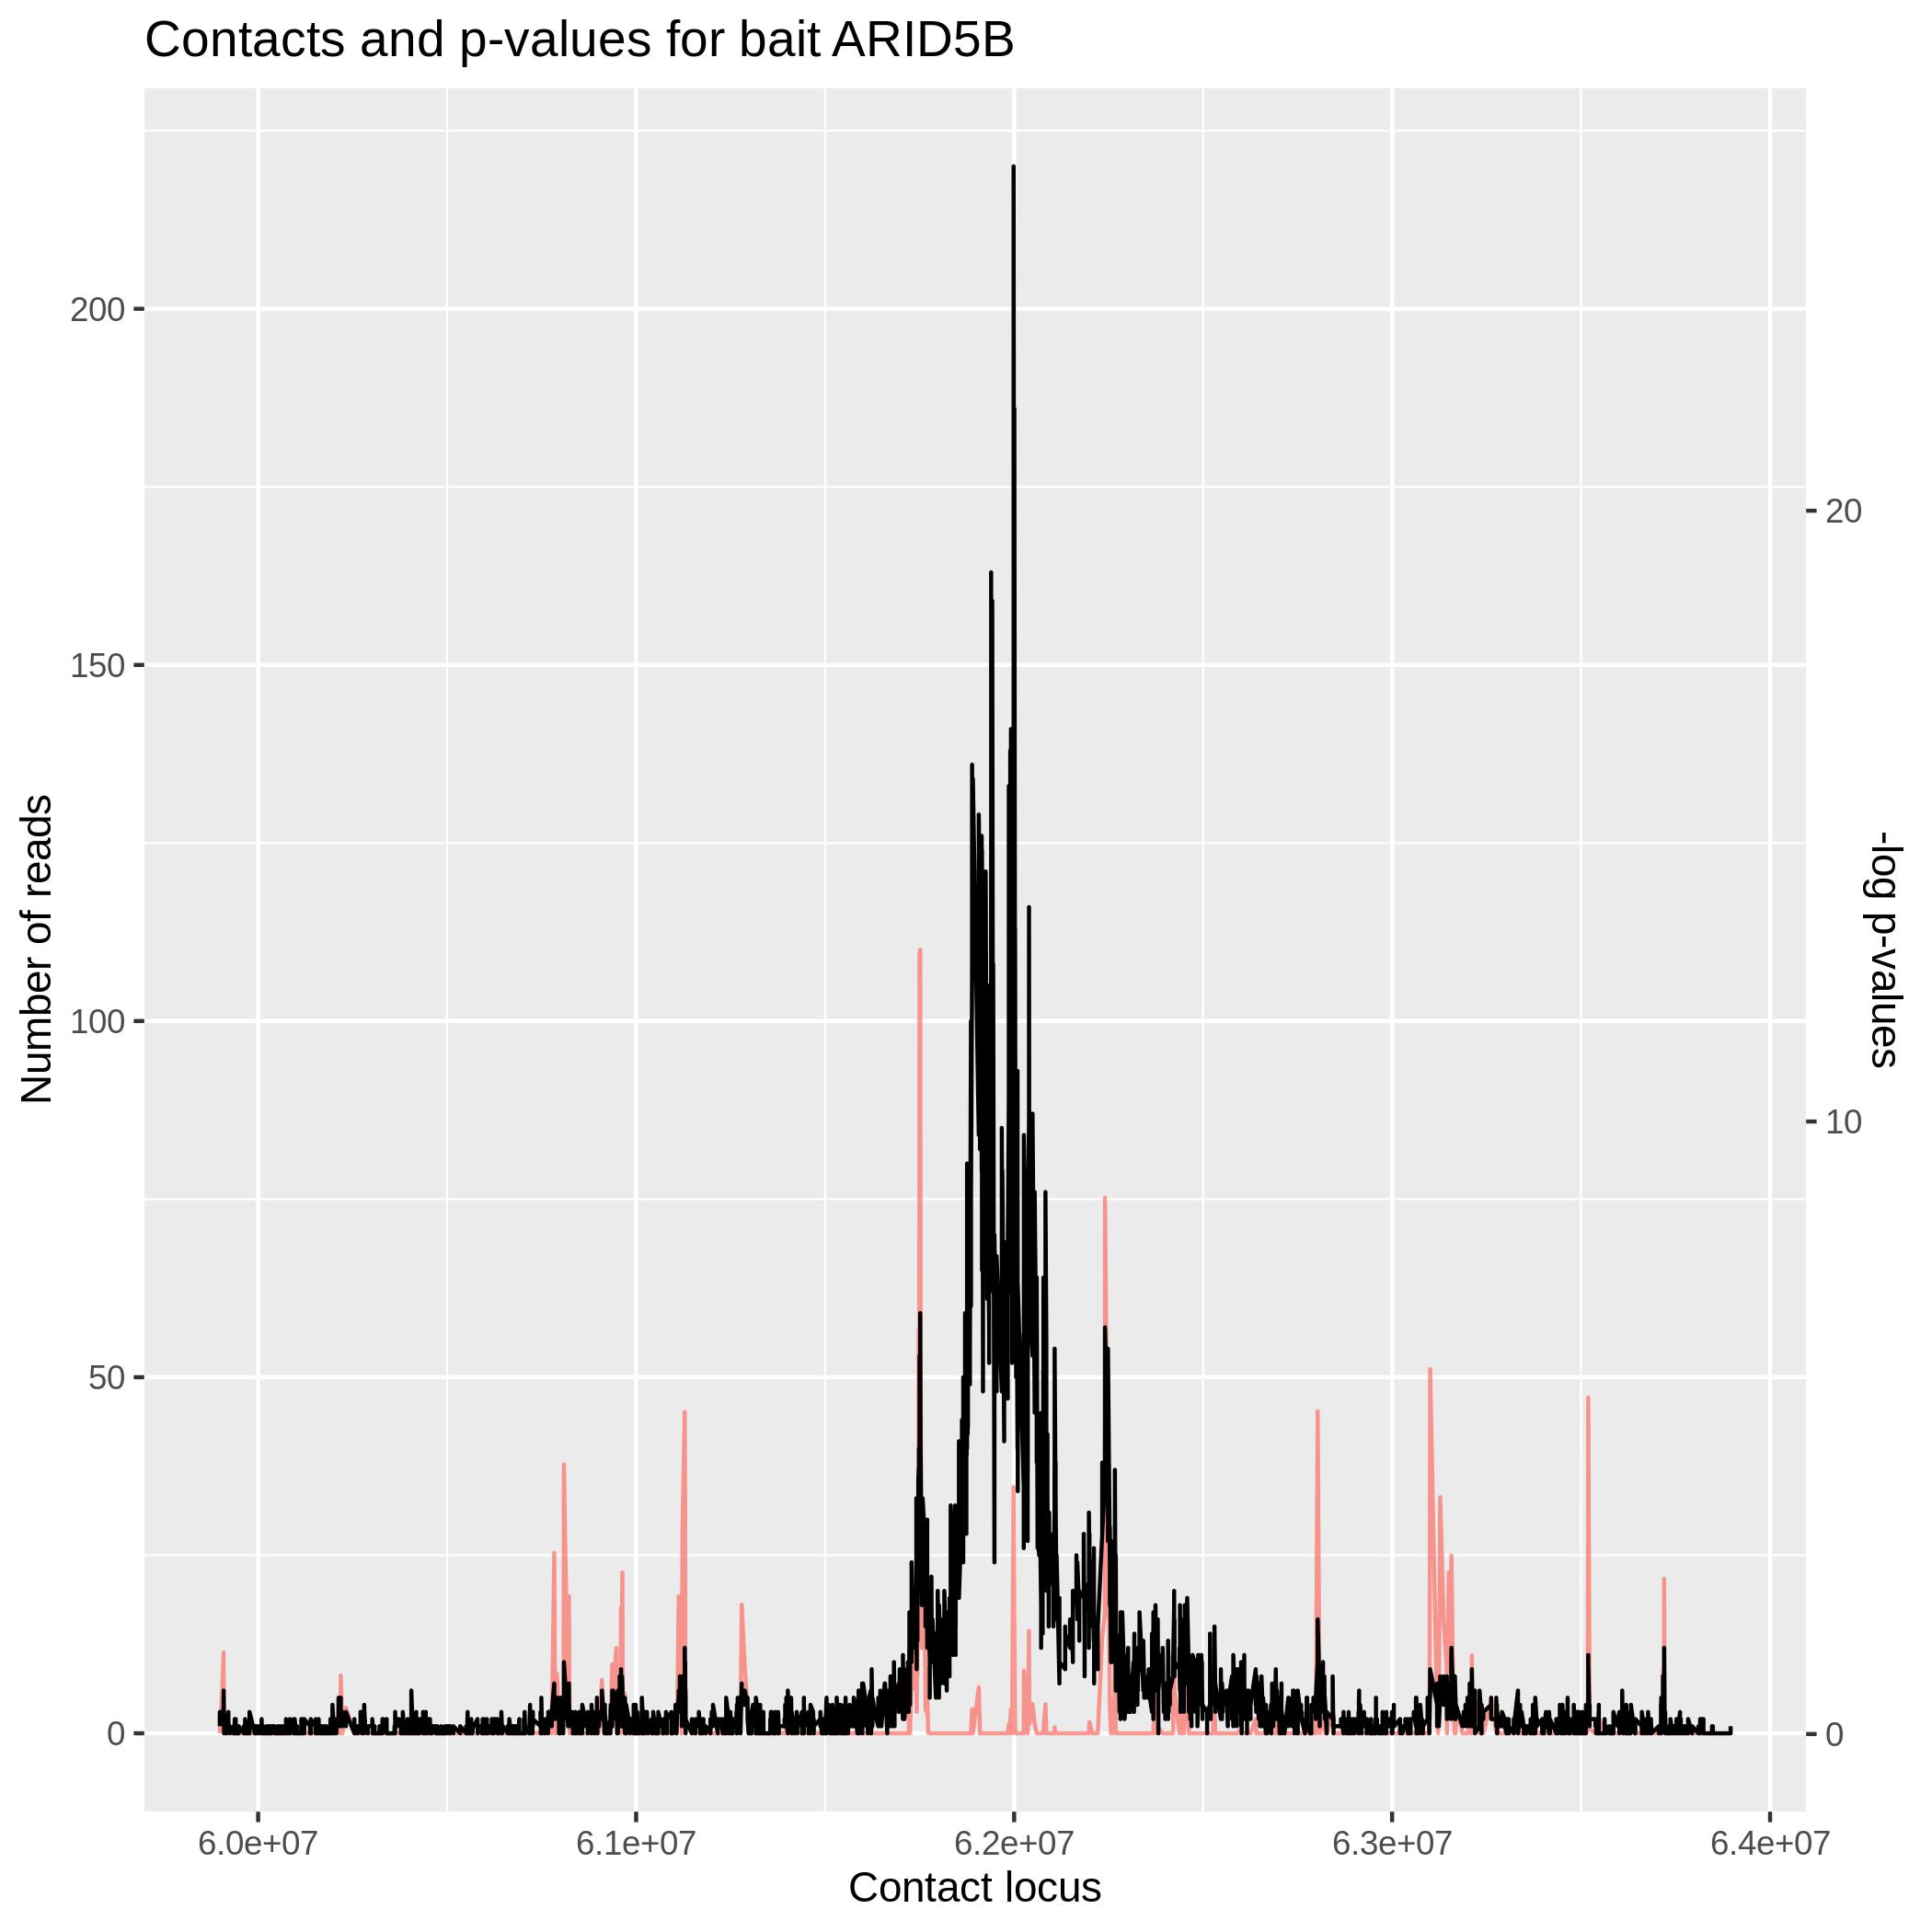 Contacts and p-values for bait ARID5B
Number of reads
200
150
100
50
0
20
10
0
-log p-values
6.0e+07
6.1e+07
6.2e+07
6.3e+07
6.4e+07
Contact locus